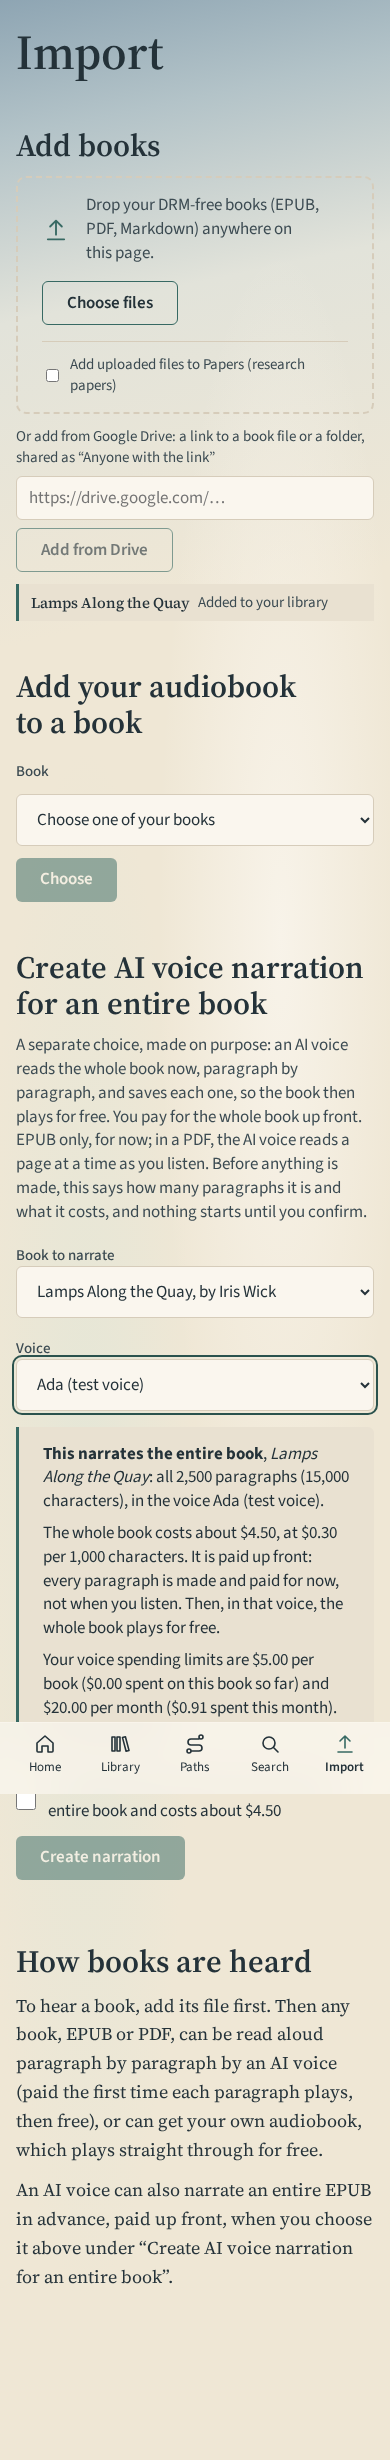 Import
Add books
Drop your DRM-free books (EPUB,
PDF, Markdown) anywhere on
this page.
Choose files
Add uploaded files to Papers (research
papers)
Or add from Google Drive: a link to a book file or a folder,
shared as “Anyone with the link”
https://drive.google.com/…
Add from Drive
Lamps Along the Quay Added to your library
Add your audiobook
to a book
Book
Choose one of your books
Choose
Create AI voice narration
for an entire book
A separate choice, made on purpose: an AI voice
reads the whole book now, paragraph by
paragraph, and saves each one, so the book then
plays for free. You pay for the whole book up front.
EPUB only, for now; in a PDF, the AI voice reads a
page at a time as you listen. Before anything is
made, this says how many paragraphs it is and
what it costs, and nothing starts until you confirm.
Book to narrate
Lamps Along the Quay, by Iris Wick
Voice
Ada (test voice)
This narrates the entire book, Lamps
Along the Quay: all 2,500 paragraphs (15,000
characters), in the voice Ada (test voice).
The whole book costs about $4.50, at $0.30
per 1,000 characters. It is paid up front:
every paragraph is made and paid for now,
not when you listen. Then, in that voice, the
whole book plays for free.
Your voice spending limits are $5.00 per
book ($0.00 spent on this book so far) and
$20.00 per month ($0.91 spent this month).
Home Library Paths Search Import
entire book and costs about $4.50
Create narration
How books are heard
To hear a book, add its file first. Then any
book, EPUB or PDF, can be read aloud
paragraph by paragraph by an AI voice
(paid the first time each paragraph plays,
then free), or can get your own audiobook,
which plays straight through for free.
An AI voice can also narrate an entire EPUB
in advance, paid up front, when you choose
it above under “Create AI voice narration
for an entire book”.